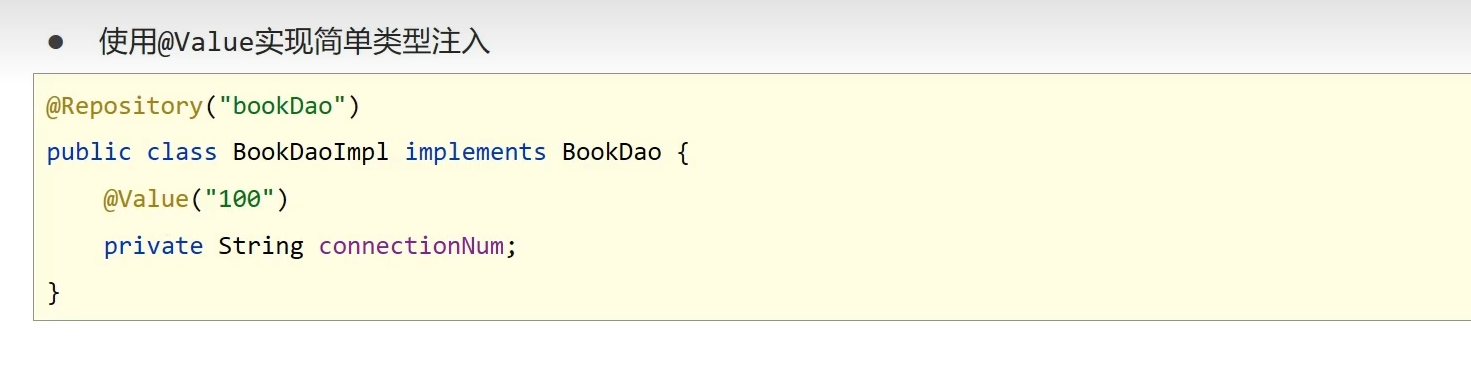 ● 使用@Value实现简单类型注入
@Repository("bookDao")
public class BookDaoImpl implements BookDao {
    @Value("100")
    private String connectionNum;
}